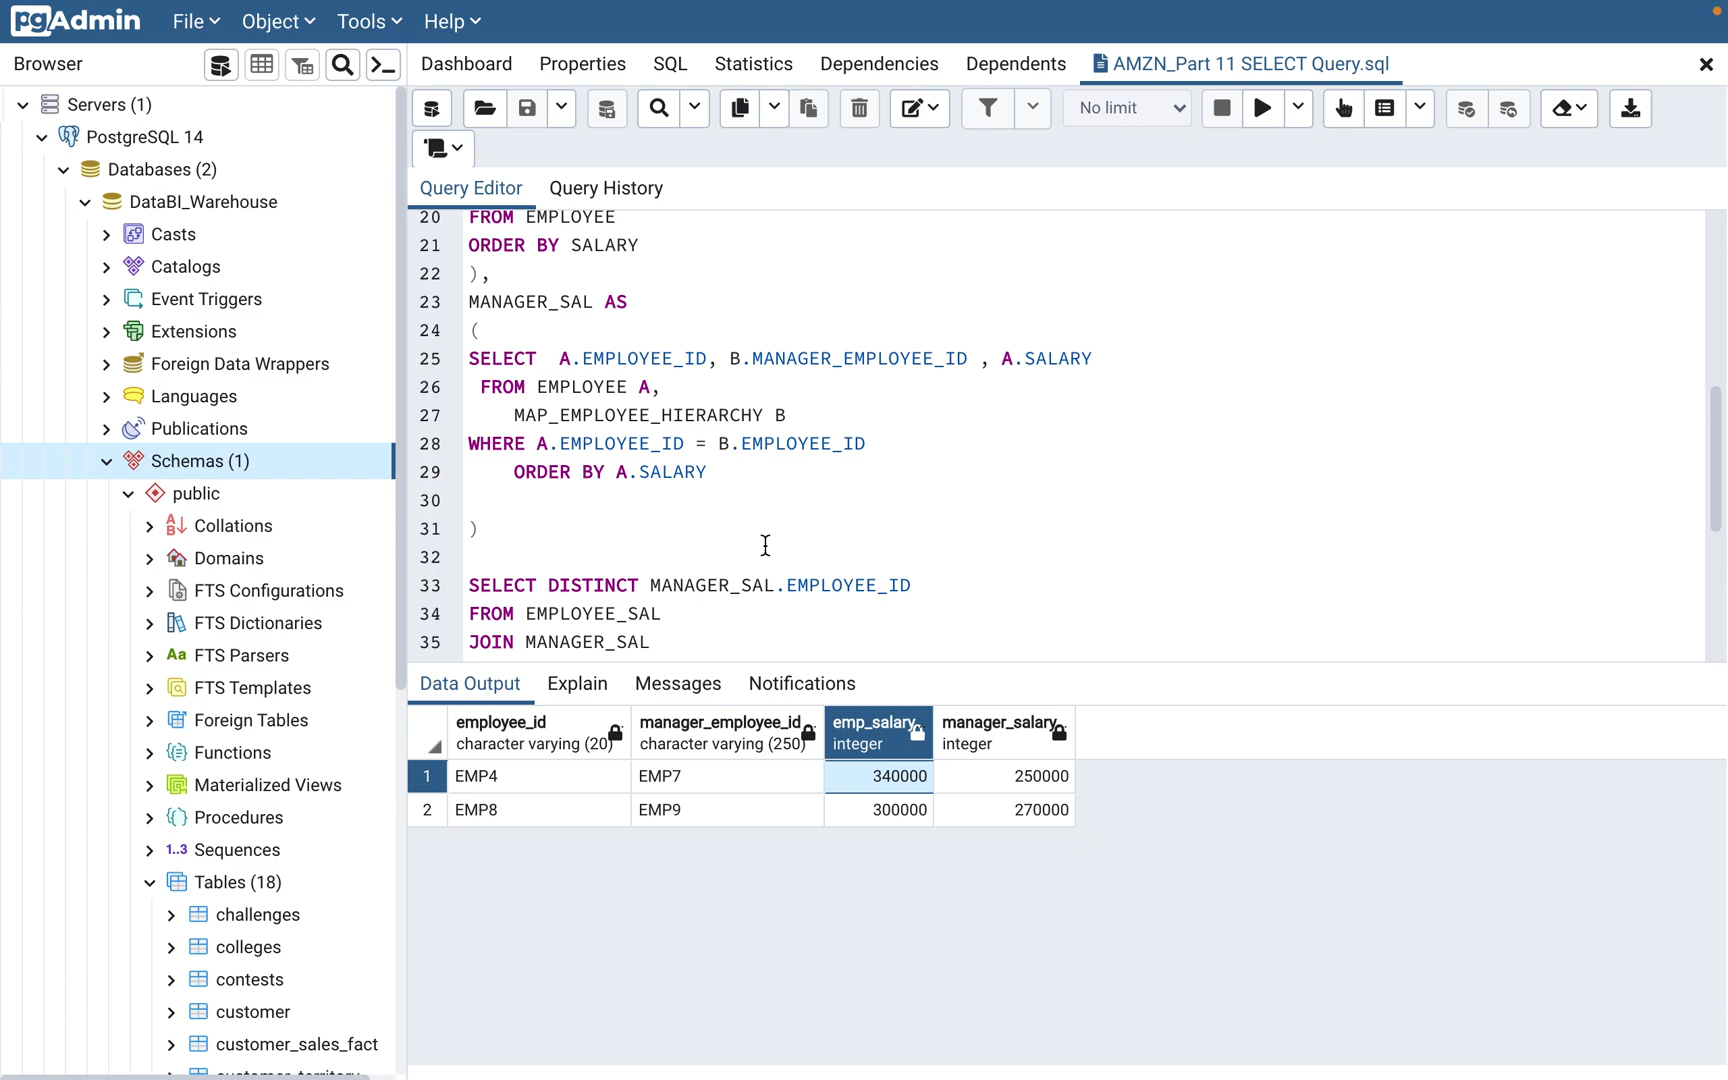 pgAdmin File Object Tools Help
Browser
Dashboard Properties SQL Statistics Dependencies Dependents AMZN_Part 11 SELECT Query.sql
No limit
Query Editor Query History
Servers (1)
PostgreSQL 14
Databases (2)
DataBI_Warehouse
Casts
Catalogs
Event Triggers
Extensions
Foreign Data Wrappers
Languages
Publications
Schemas (1)
public
Collations
Domains
FTS Configurations
FTS Dictionaries
FTS Parsers
FTS Templates
Foreign Tables
Functions
Materialized Views
Procedures
1..3 Sequences
Tables (18)
challenges
colleges
contests
customer
customer_sales_fact
20 FROM EMPLOYEE
21 ORDER BY SALARY
22 ),
23 MANAGER_SAL AS
24 (
25 SELECT  A.EMPLOYEE_ID, B.MANAGER_EMPLOYEE_ID , A.SALARY
26  FROM EMPLOYEE A,
27     MAP_EMPLOYEE_HIERARCHY B
28 WHERE A.EMPLOYEE_ID = B.EMPLOYEE_ID
29     ORDER BY A.SALARY
30
31 )
32
33 SELECT DISTINCT MANAGER_SAL.EMPLOYEE_ID
34 FROM EMPLOYEE_SAL
35 JOIN MANAGER_SAL
Data Output Explain Messages Notifications
employee_id manager_employee_id emp_salary manager_salary
character varying (20) character varying (250) integer integer
1 EMP4 EMP7 340000 250000
2 EMP8 EMP9 300000 270000